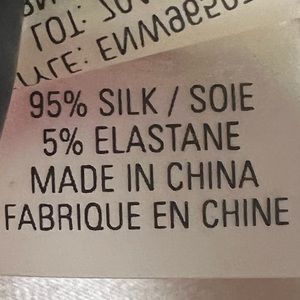 95% SILK / SOIE
5% ELASTANE
MADE IN CHINA
FABRIQUE EN CHINE